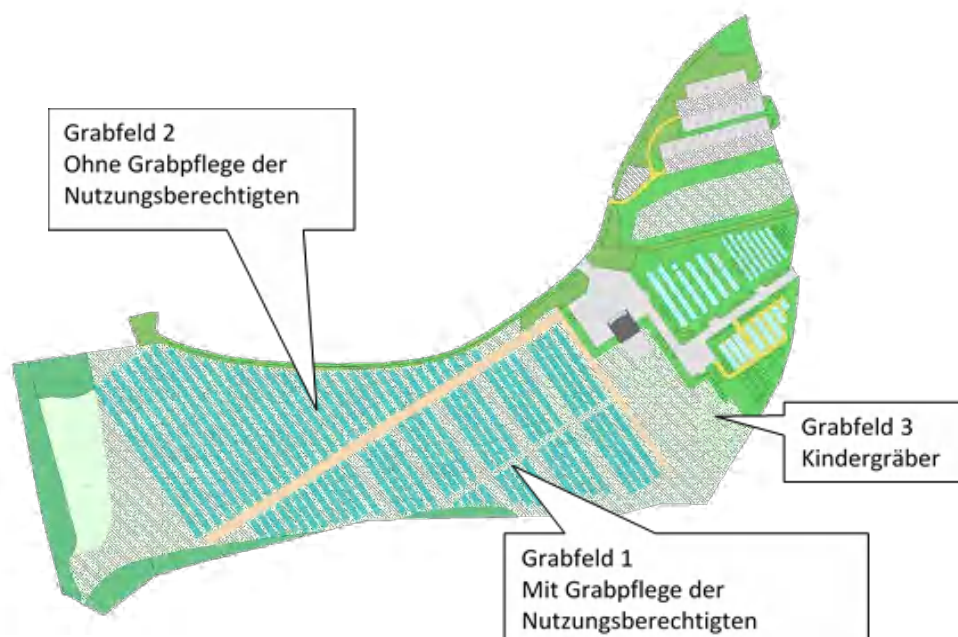 Grabfeld 2
Ohne Grabpflege der
Nutzungsberechtigten
Grabfeld 3
Kindergräber
Grabfeld 1
Mit Grabpflege der
Nutzungsberechtigten